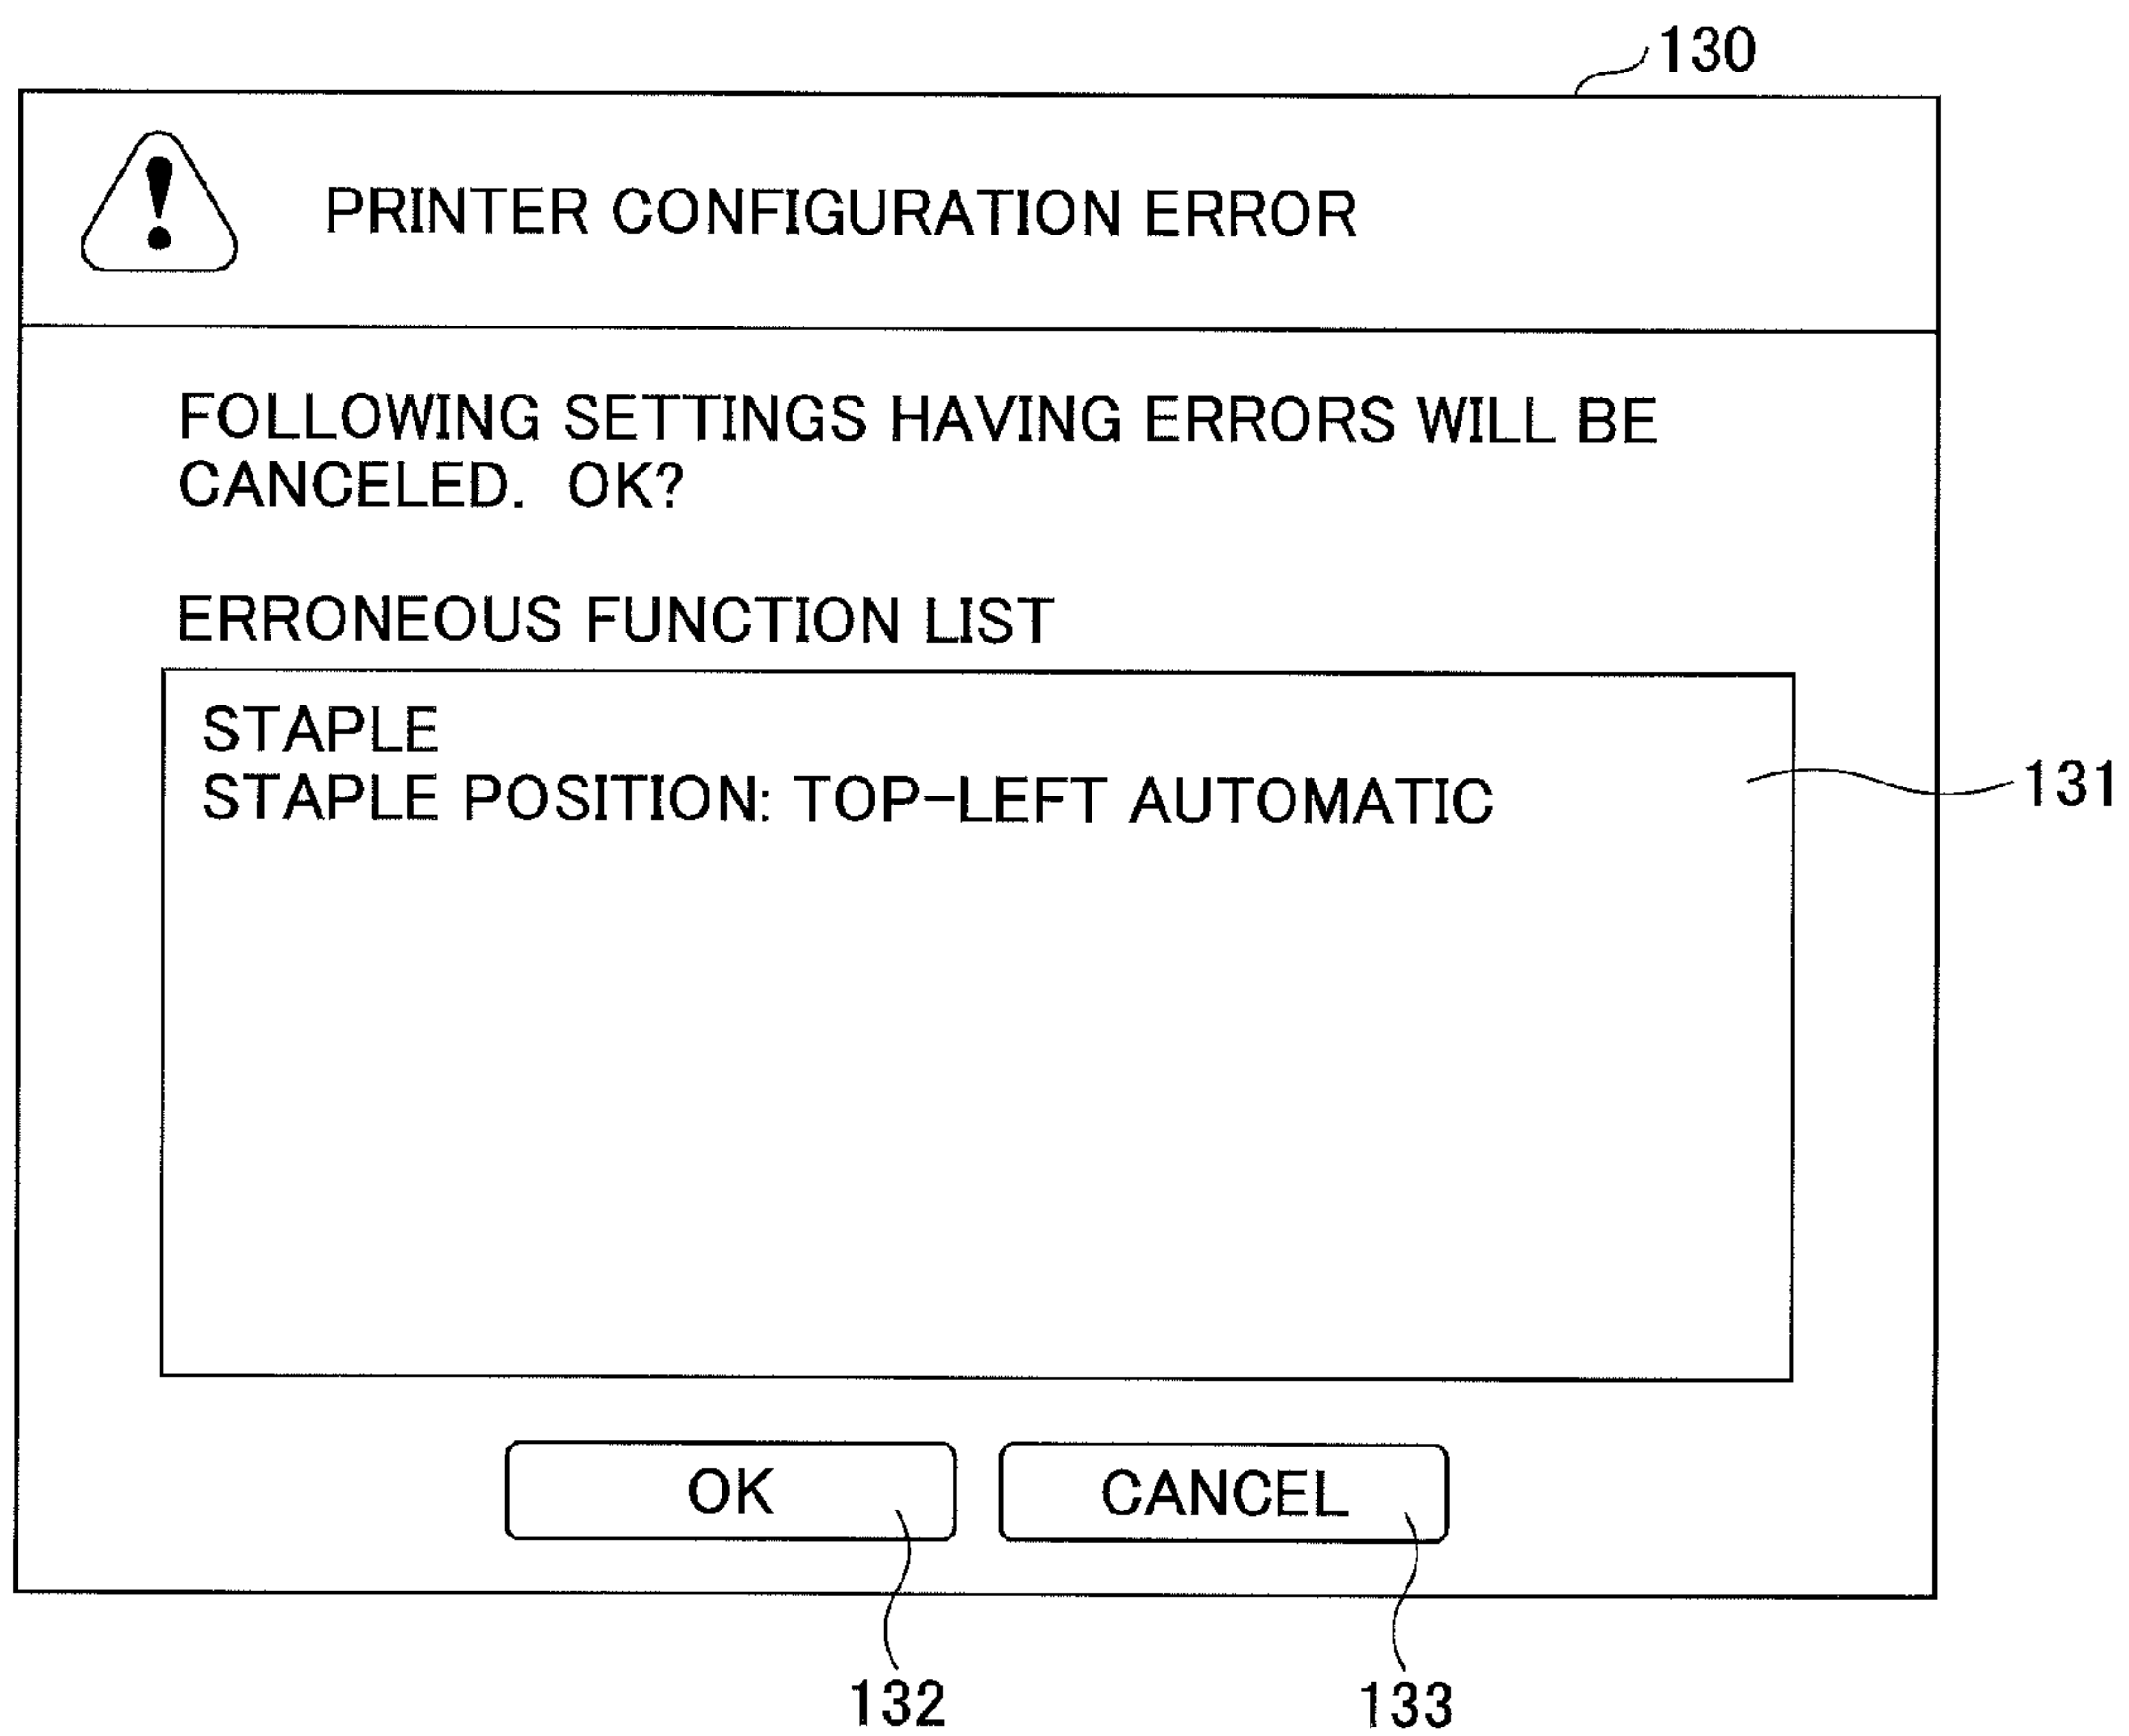 130
PRINTER CONFIGURATION ERROR
FOLLOWING SETTINGS HAVING ERRORS WILL BE
CANCELED. OK?
ERRONEOUS FUNCTION LIST
STAPLE
STAPLE POSITION: TOP-LEFT AUTOMATIC
131
OK
CANCEL
132
133